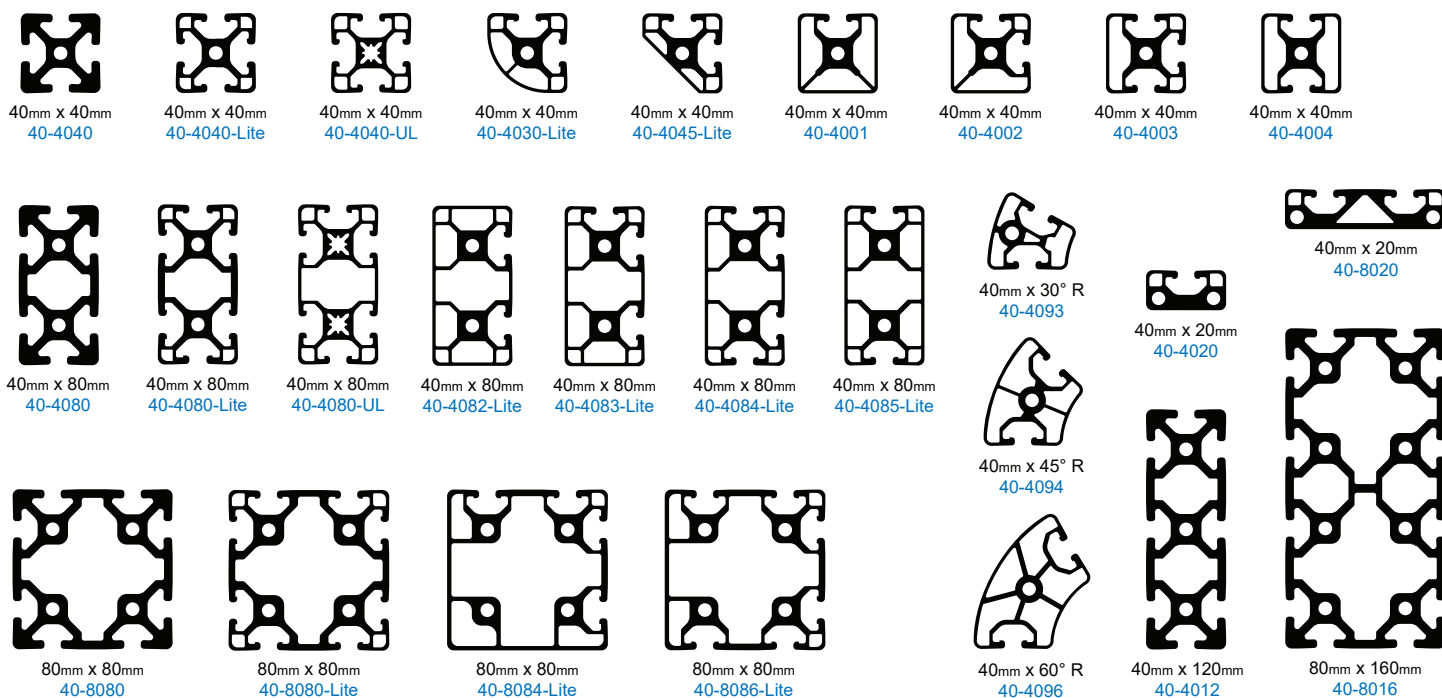 40mm x 40mm
40-4040
40mm x 40mm
40-4040-Lite
40mm x 40mm
40-4040-UL
40mm x 40mm
40-4030-Lite
40mm x 40mm
40-4045-Lite
40mm x 40mm
40-4001
40mm x 40mm
40-4002
40mm x 40mm
40-4003
40mm x 40mm
40-4004
40mm x 80mm
40-4080
40mm x 80mm
40-4080-Lite
40mm x 80mm
40-4080-UL
40mm x 80mm
40-4082-Lite
40mm x 80mm
40-4083-Lite
40mm x 80mm
40-4084-Lite
40mm x 80mm
40-4085-Lite
40mm x 30° R
40-4093
40mm x 20mm
40-4020
40mm x 20mm
40-8020
40mm x 45° R
40-4094
80mm x 80mm
40-8080
80mm x 80mm
40-8080-Lite
80mm x 80mm
40-8084-Lite
80mm x 80mm
40-8086-Lite
40mm x 60° R
40-4096
40mm x 120mm
40-4012
80mm x 160mm
40-8016